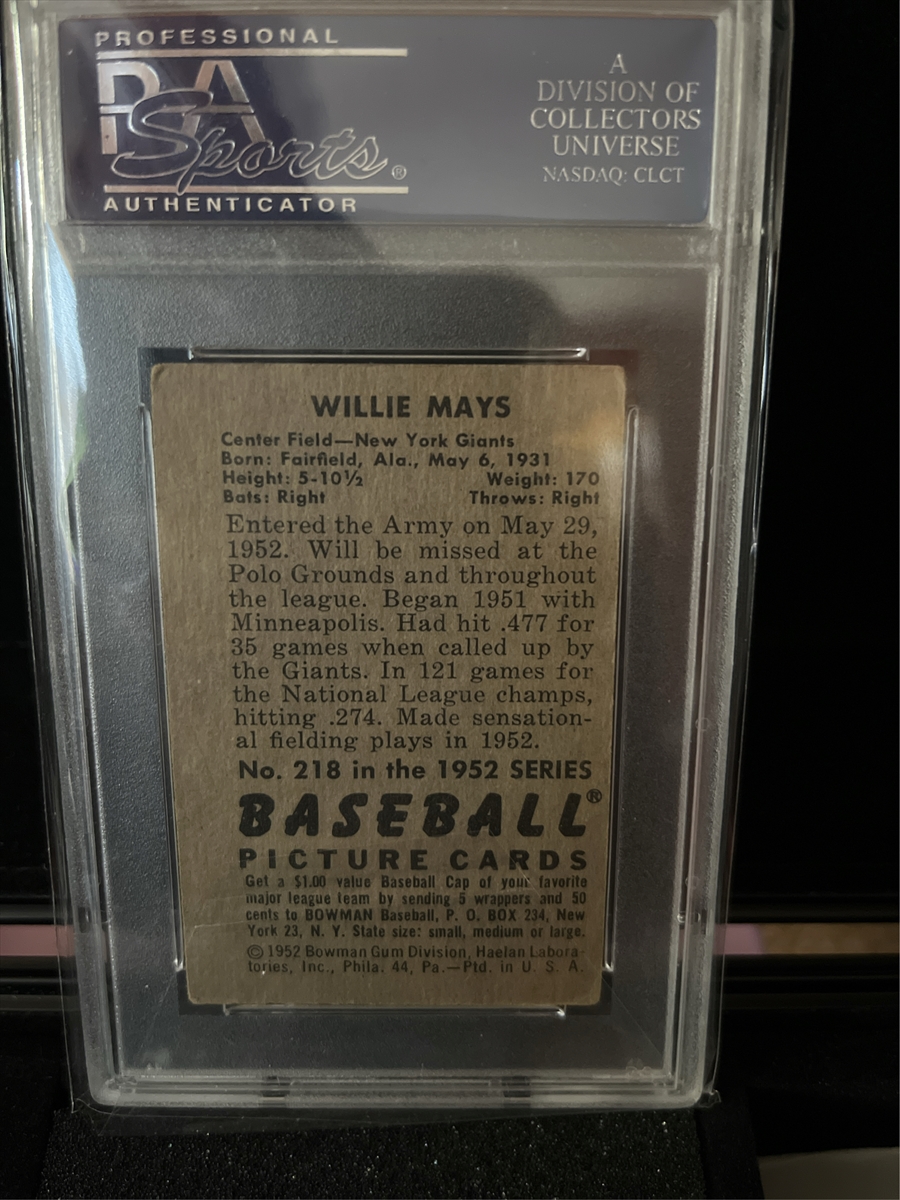 PROFESSIONAL
PSA
Sports®
AUTHENTICATOR
A
DIVISION OF
COLLECTORS
UNIVERSE
NASDAQ: CLCT
WILLIE MAYS
Center Field—New York Giants
Born: Fairfield, Ala., May 6, 1931
Height: 5-10½ Weight: 170
Bats: Right Throws: Right
Entered the Army on May 29,
1952. Will be missed at the
Polo Grounds and throughout
the league. Began 1951 with
Minneapolis. Had hit .477 for
35 games when called up by
the Giants. In 121 games for
the National League champs,
hitting .274. Made sensation-
al fielding plays in 1952.
No. 218 in the 1952 SERIES
BASEBALL®
PICTURE CARDS
Get a $1.00 value Baseball Cap of your favorite
major league team by sending 5 wrappers and 50
cents to BOWMAN Baseball, P. O. BOX 234, New
York 23, N. Y. State size: small, medium or large.
© 1952 Bowman Gum Division, Haelan Labora-
tories, Inc., Phila. 44, Pa.—Ptd. in U. S. A.